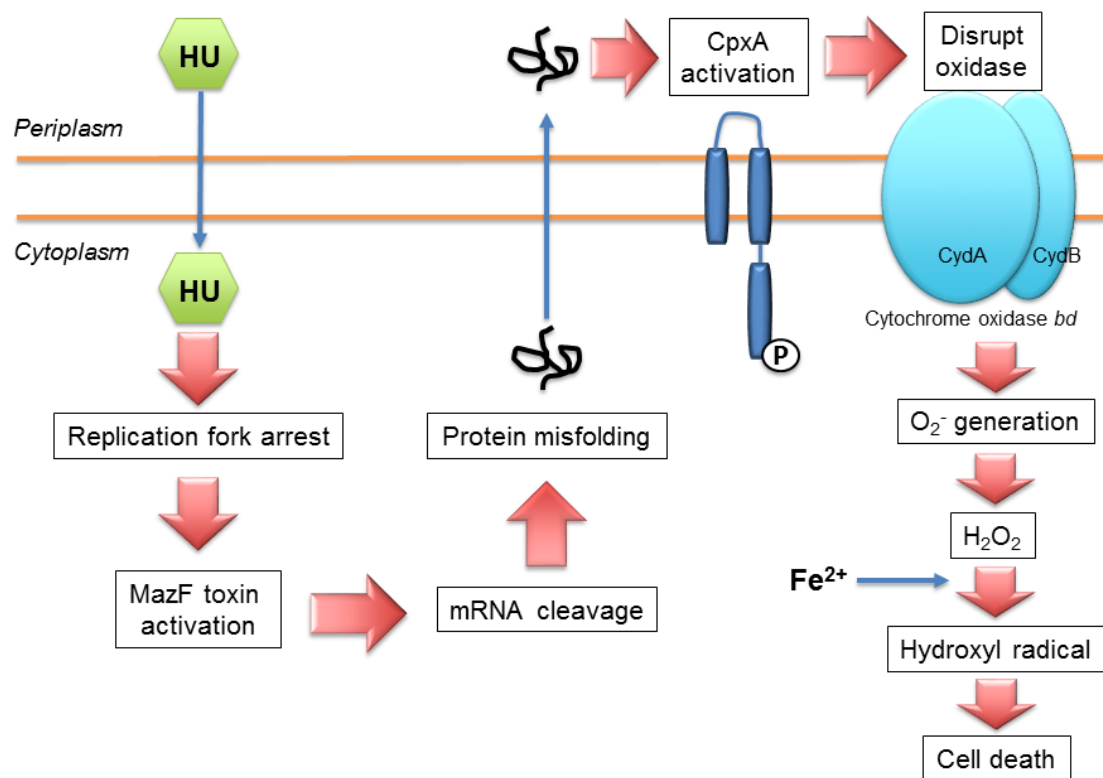 HU
CpxA
activation
Disrupt
oxidase
Periplasm
Cytoplasm
HU
CydA
CydB
Cytochrome oxidase bd
P
Replication fork arrest
Protein misfolding
O₂⁻ generation
H₂O₂
Fe²⁺
MazF toxin
activation
mRNA cleavage
Hydroxyl radical
Cell death